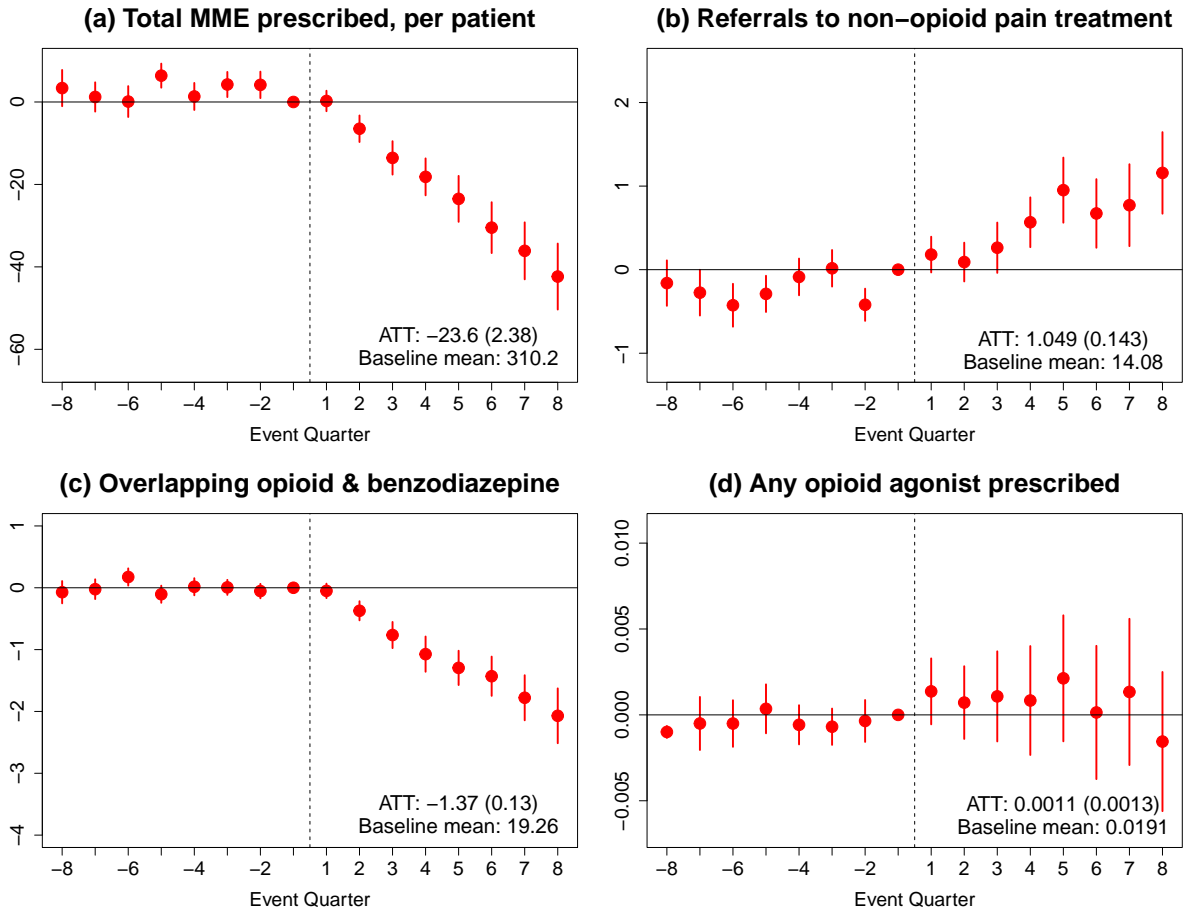 (a) Total MME prescribed, per patient
0
−20
−40
−60
ATT: −23.6 (2.38)
Baseline mean: 310.2
−8 −6 −4 −2 1 2 3 4 5 6 7 8
Event Quarter
(b) Referrals to non−opioid pain treatment
2
1
0
−1
ATT: 1.049 (0.143)
Baseline mean: 14.08
−8 −6 −4 −2 1 2 3 4 5 6 7 8
Event Quarter
(c) Overlapping opioid & benzodiazepine
1
0
−1
−2
−3
−4
ATT: −1.37 (0.13)
Baseline mean: 19.26
−8 −6 −4 −2 1 2 3 4 5 6 7 8
Event Quarter
(d) Any opioid agonist prescribed
0.010
0.005
0.000
−0.005
ATT: 0.0011 (0.0013)
Baseline mean: 0.0191
−8 −6 −4 −2 1 2 3 4 5 6 7 8
Event Quarter